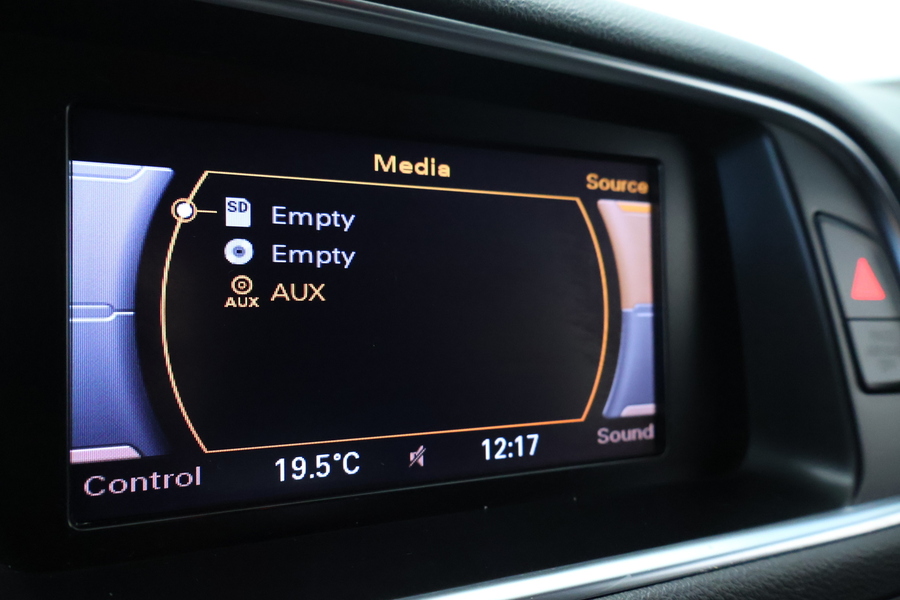 Media
Source
SD Empty
Empty
AUX AUX
Control
19.5°C
12:17
Sound